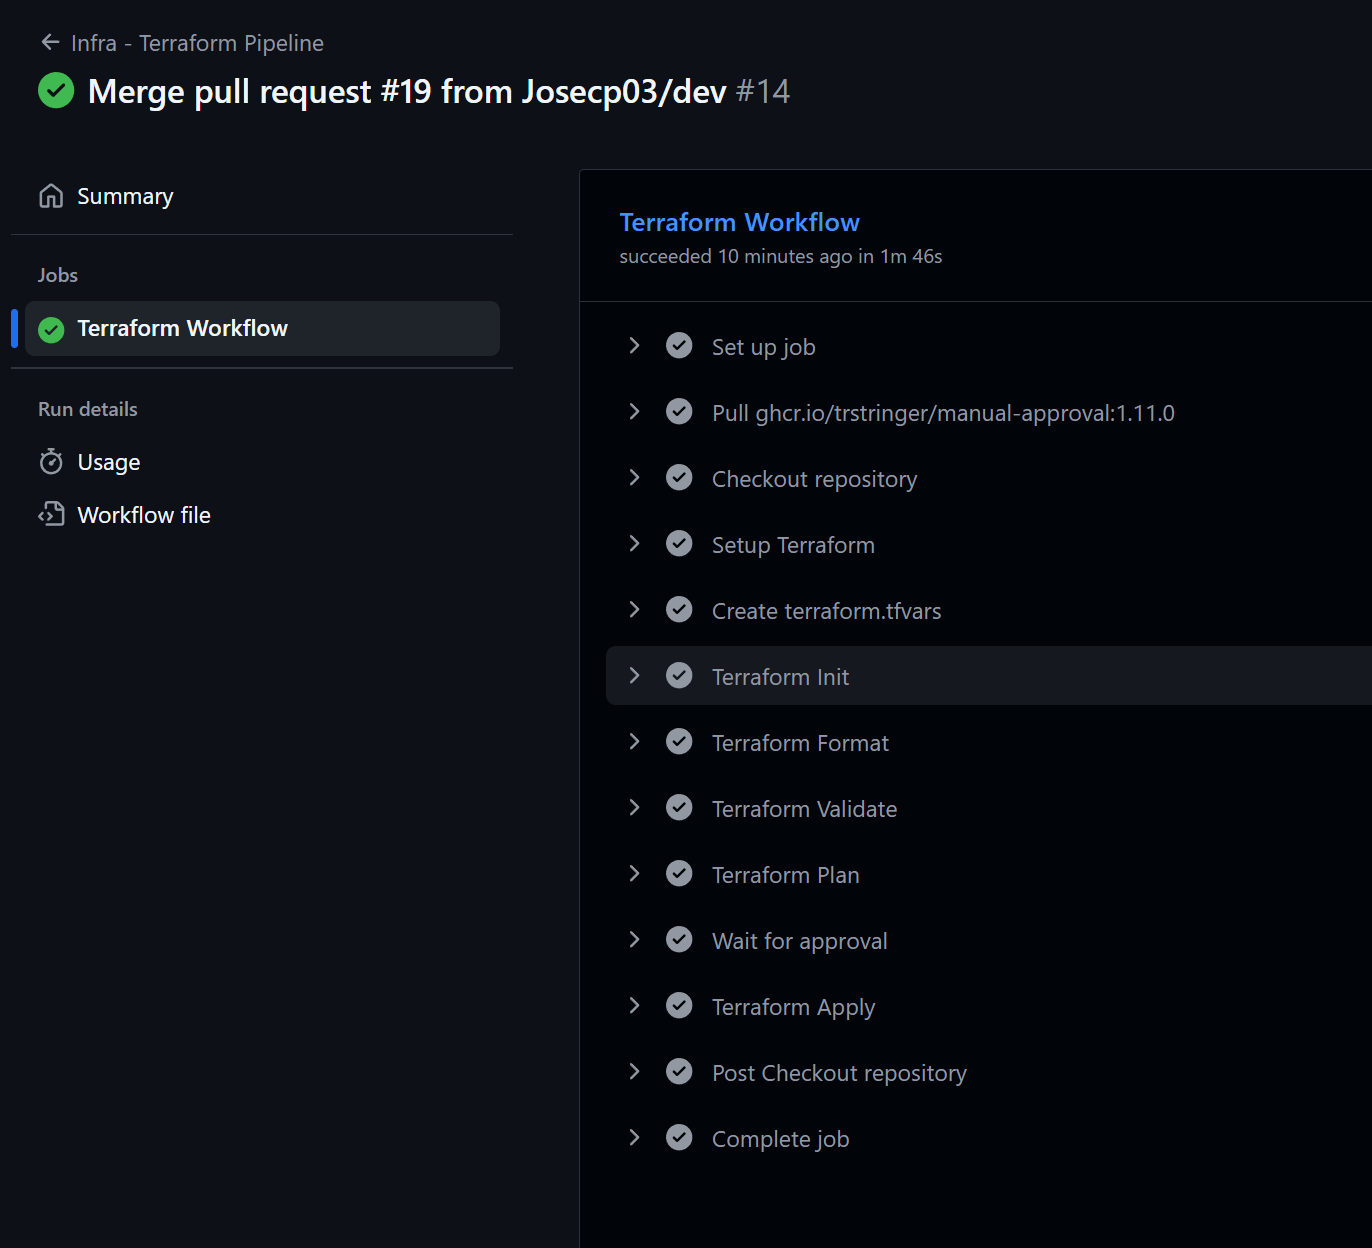 Infra - Terraform Pipeline
Merge pull request #19 from Josecp03/dev #14
Summary
Jobs
Terraform Workflow
Run details
Usage
Workflow file
Terraform Workflow
succeeded 10 minutes ago in 1m 46s
Set up job
Pull ghcr.io/trstringer/manual-approval:1.11.0
Checkout repository
Setup Terraform
Create terraform.tfvars
Terraform Init
Terraform Format
Terraform Validate
Terraform Plan
Wait for approval
Terraform Apply
Post Checkout repository
Complete job